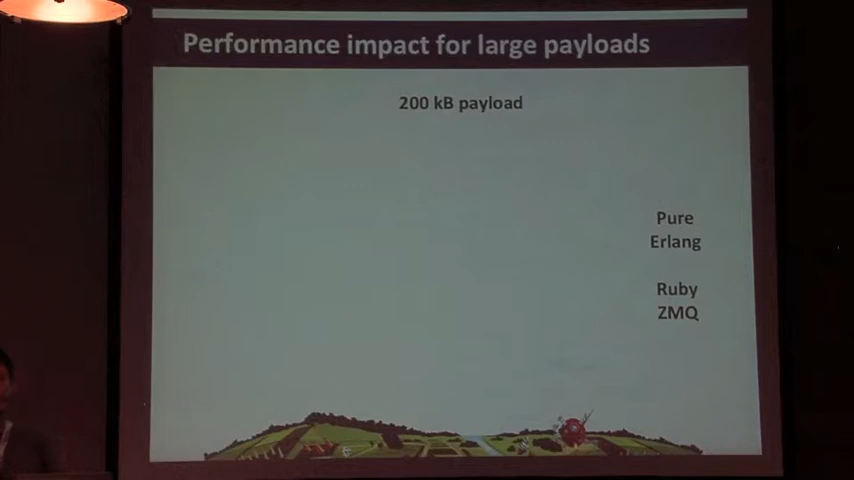 Performance impact for large payloads
200 kB payload
Pure
Erlang
Ruby
ZMQ